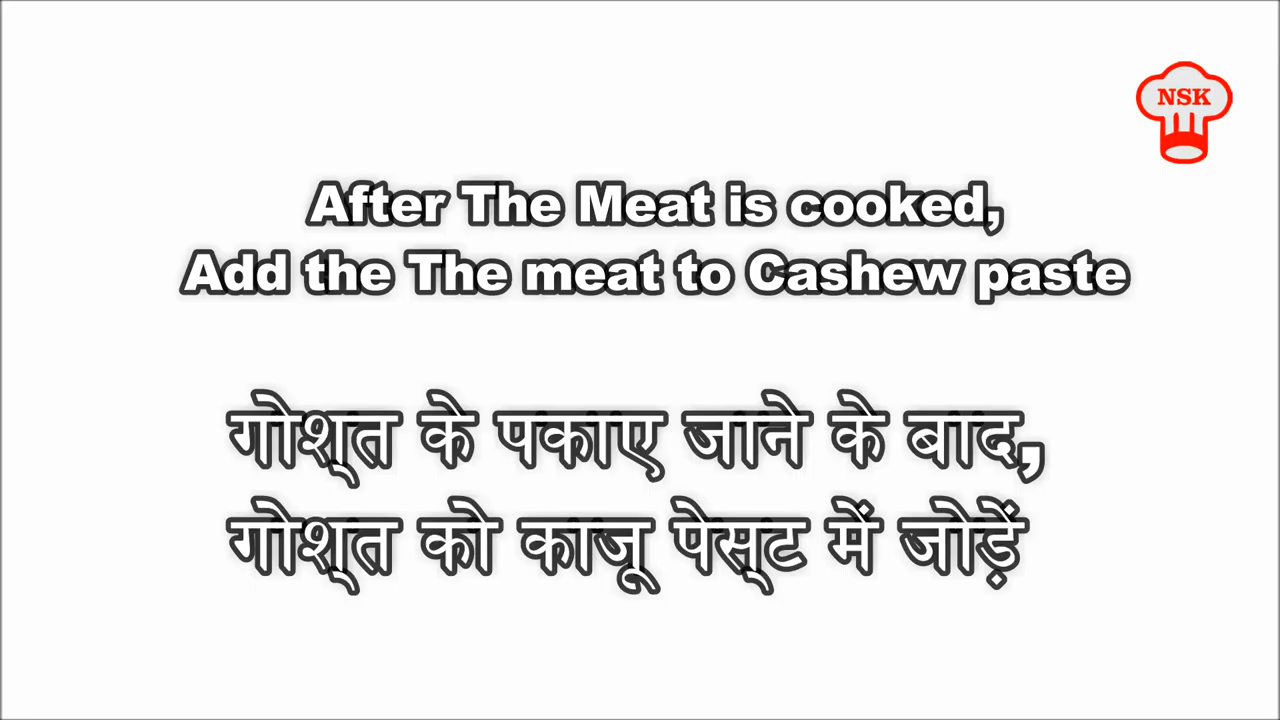 NSK
After The Meat is cooked,
Add the The meat to Cashew paste
गोश्त के पकाए जाने के बाद,
गोश्त को काजू पेस्ट में जोड़ें